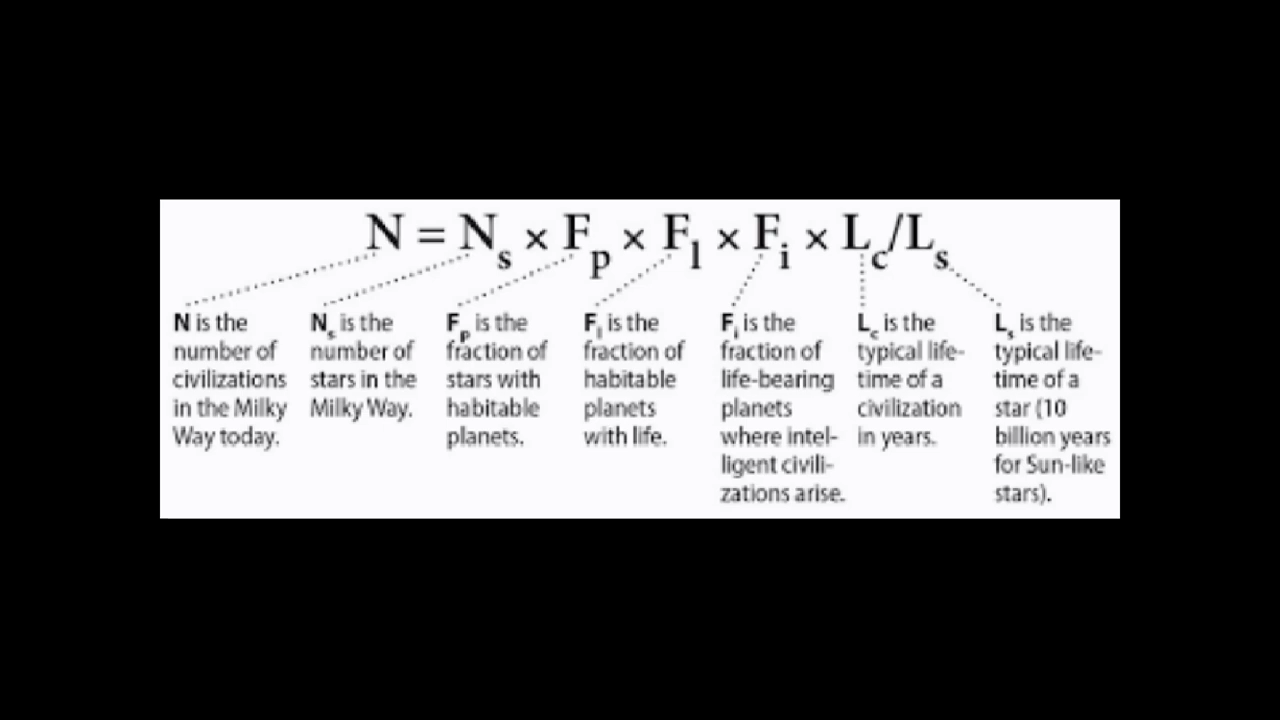 N = Ns × Fp × Fl × Fi × Lc/Ls
N is the
number of
civilizations
in the Milky
Way today.
Ns is the
number of
stars in the
Milky Way.
Fp is the
fraction of
stars with
habitable
planets.
Fl is the
fraction of
habitable
planets
with life.
Fi is the
fraction of
life-bearing
planets
where intel-
ligent civili-
zations arise.
Lc is the
typical life-
time of a
civilization
in years.
Ls is the
typical life-
time of a
star (10
billion years
for Sun-like
stars).